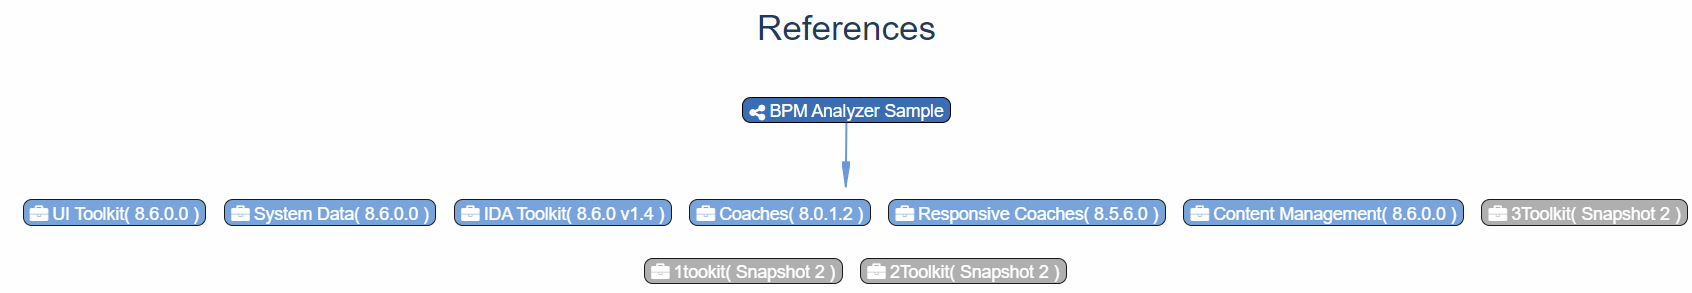 References
BPM Analyzer Sample
UI Toolkit( 8.6.0.0 ) System Data( 8.6.0.0 ) IDA Toolkit( 8.6.0 v1.4 ) Coaches( 8.0.1.2 ) Responsive Coaches( 8.5.6.0 ) Content Management( 8.6.0.0 ) 3Toolkit( Snapshot 2 )
1tookit( Snapshot 2 ) 2Toolkit( Snapshot 2 )